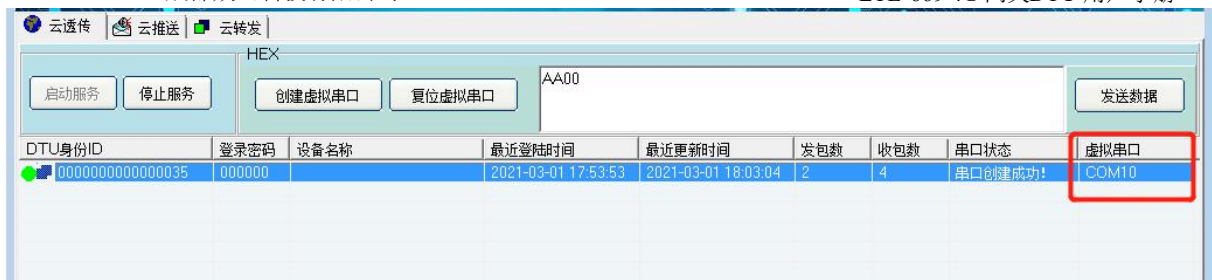 云透传 云推送 云转发
HEX
启动服务 停止服务 创建虚拟串口 复位虚拟串口 AA00 发送数据
DTU身份ID 登录密码 设备名称 最近登陆时间 最近更新时间 发包数 收包数 串口状态 虚拟串口
0000000000000035 000000 2021-03-01 17:53:53 2021-03-01 18:03:04 2 4 串口创建成功! COM10